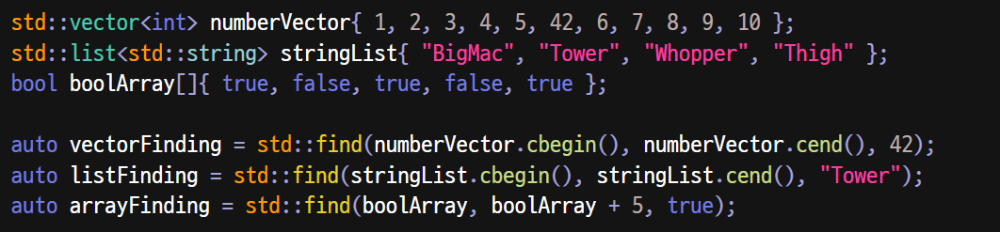 std::vector<int> numberVector{ 1, 2, 3, 4, 5, 42, 6, 7, 8, 9, 10 };
std::list<std::string> stringList{ "BigMac", "Tower", "Whopper", "Thigh" };
bool boolArray[]{ true, false, true, false, true };
auto vectorFinding = std::find(numberVector.cbegin(), numberVector.cend(), 42);
auto listFinding = std::find(stringList.cbegin(), stringList.cend(), "Tower");
auto arrayFinding = std::find(boolArray, boolArray + 5, true);